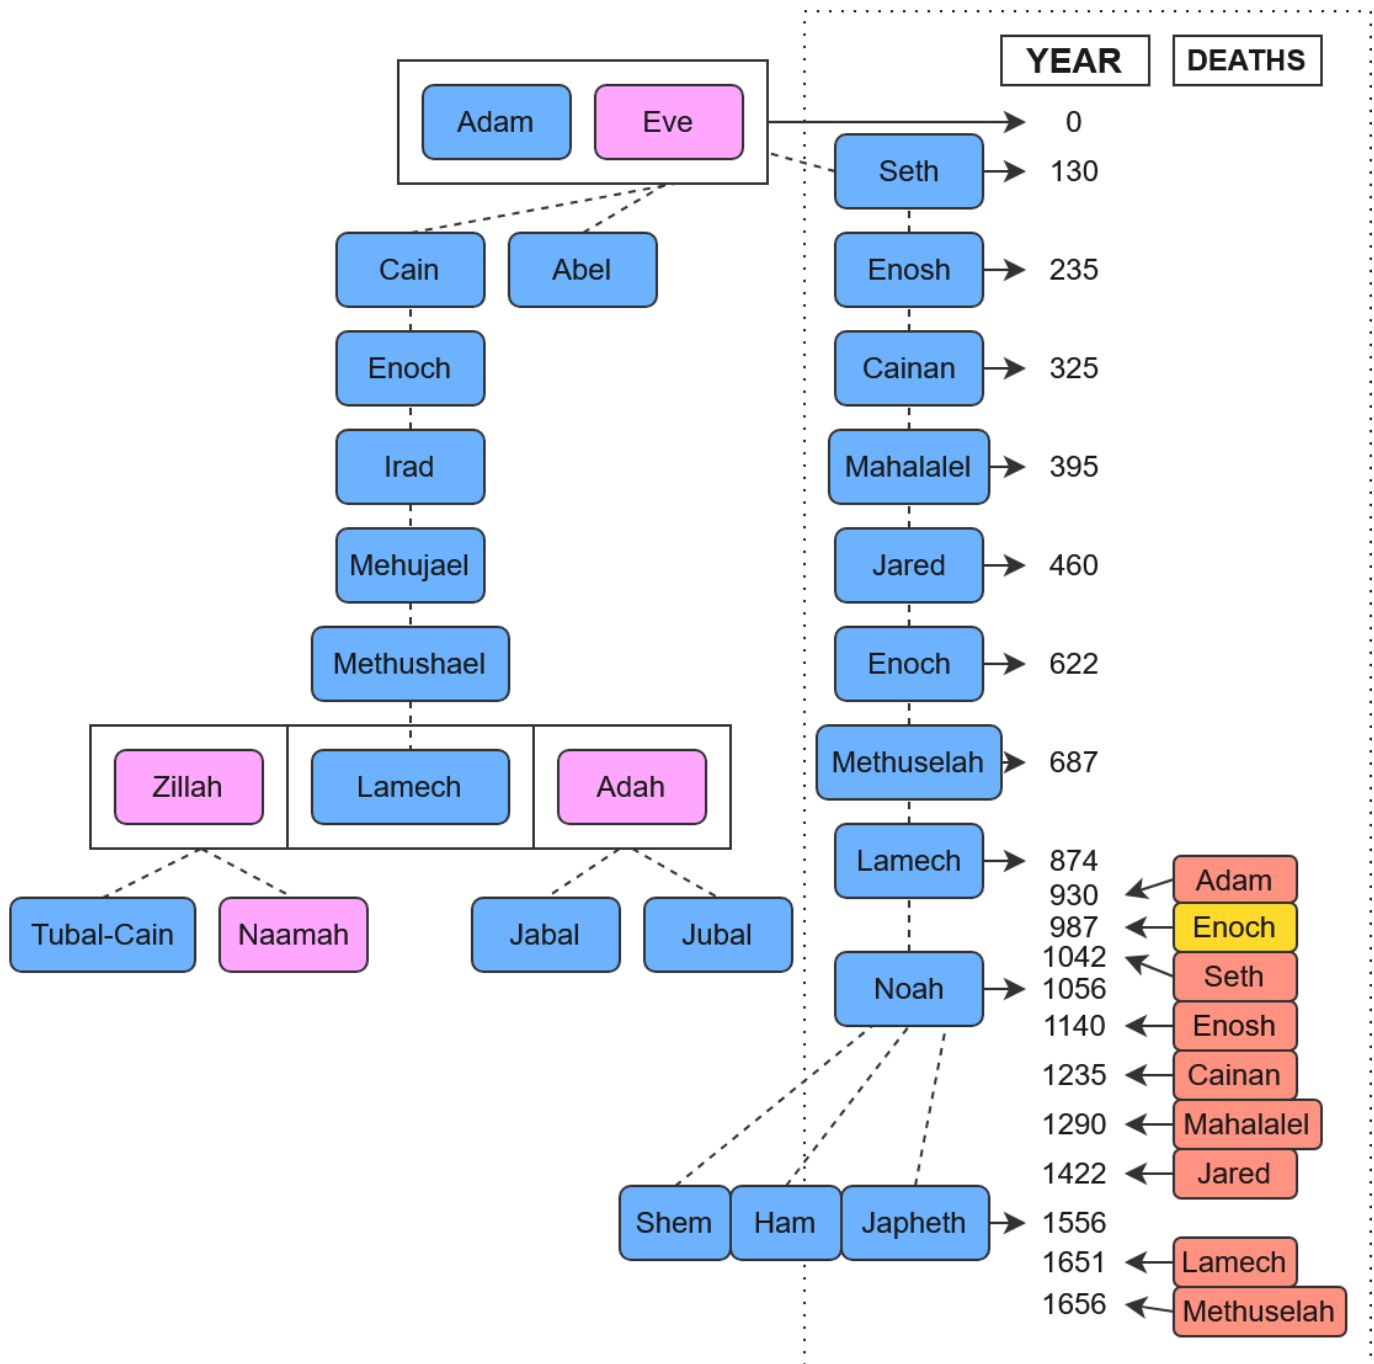 YEAR DEATHS
Adam Eve 0
Seth 130
Cain Abel Enosh 235
Enoch Cainan 325
Irad Mahalalel 395
Mehujael Jared 460
Methushael Enoch 622
Methuselah 687
Zillah Lamech Adah
Lamech 874
Adam
930
Enoch
987
Tubal-Cain Naamah Jabal Jubal
1042
Seth
Noah 1056
1140 Enosh
1235 Cainan
1290 Mahalalel
1422 Jared
Shem Ham Japheth 1556
1651 Lamech
1656 Methuselah